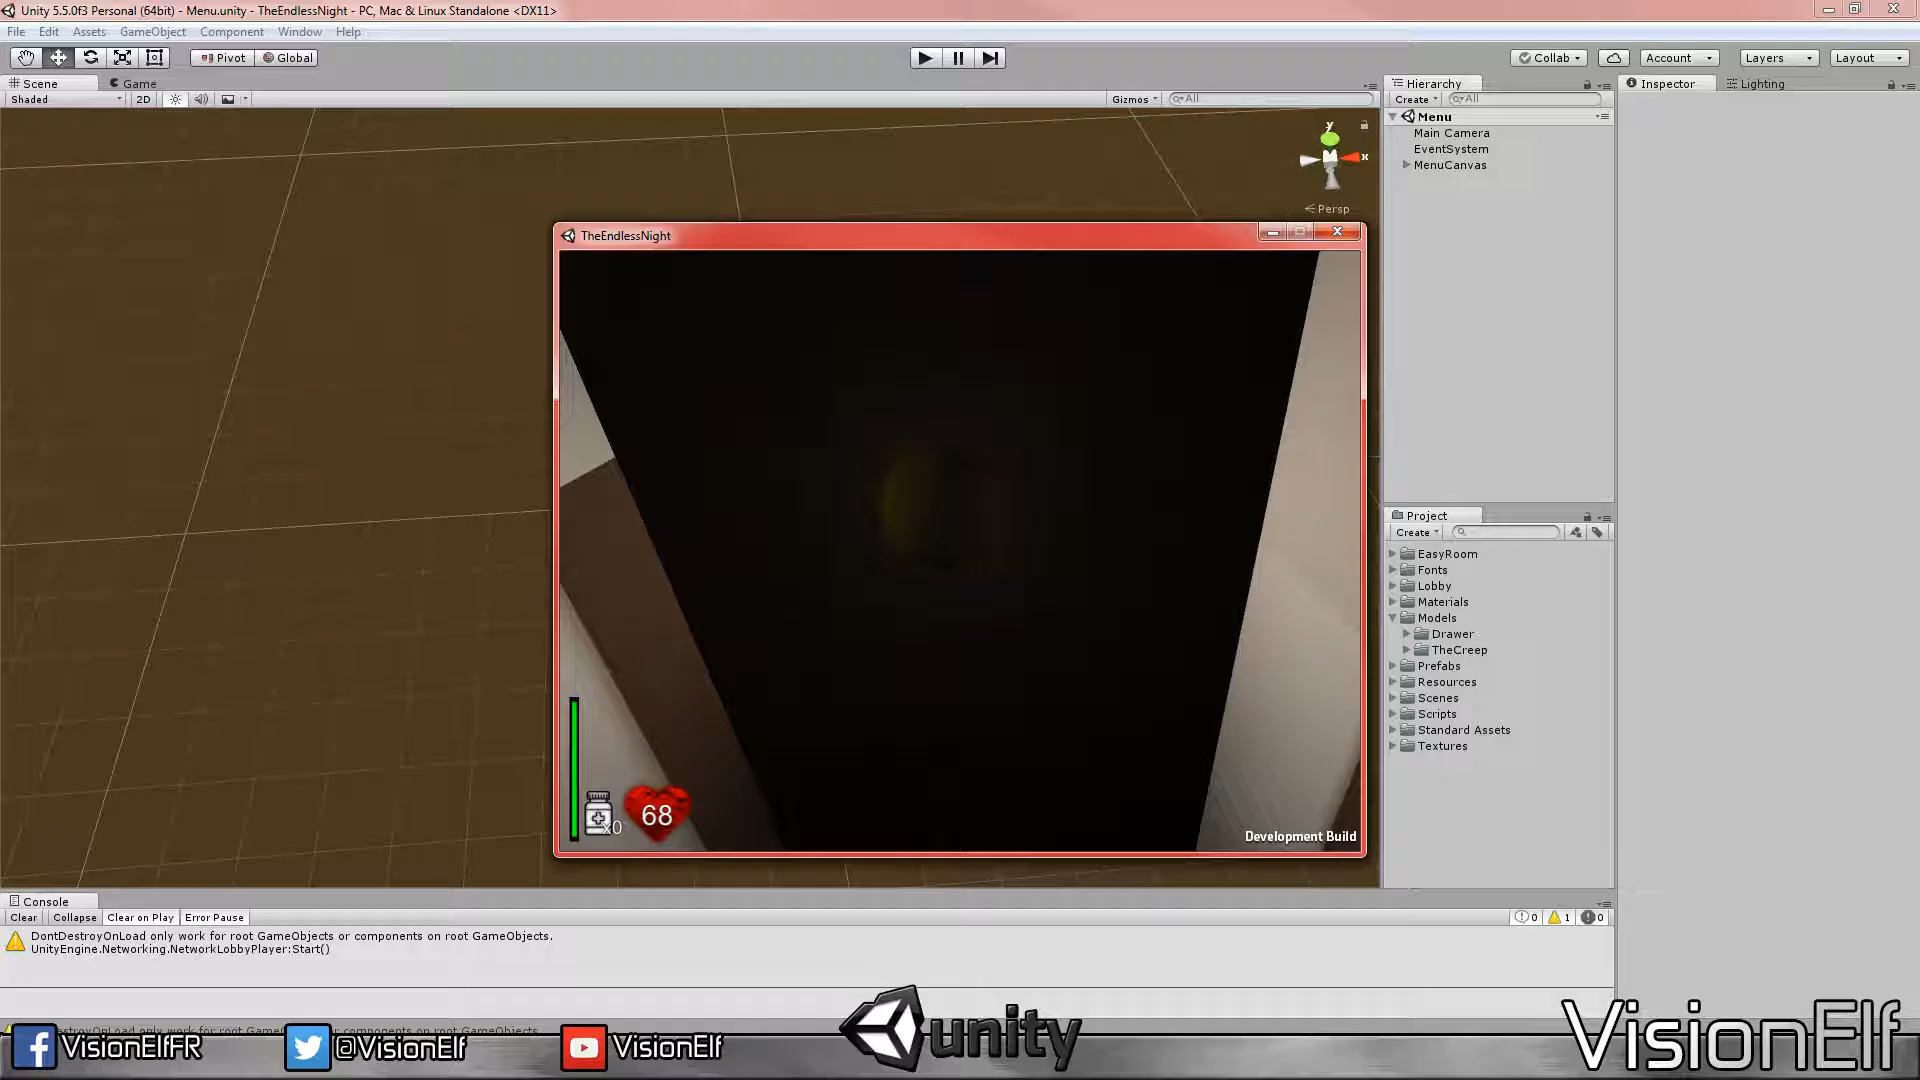 Unity 5.5.0f3 Personal (64bit) - Menu.unity - TheEndlessNight - PC, Mac & Linux Standalone <DX11>
File Edit Assets GameObject Component Window Help
Pivot Global Collab Account Layers Layout
Scene Game Hierarchy Inspector Lighting
Shaded 2D Gizmos All Create All
Menu
Main Camera
EventSystem
MenuCanvas
y
x
Persp
TheEndlessNight
68
x0
Development Build
Project
Create
EasyRoom
Fonts
Lobby
Materials
Models
Drawer
TheCreep
Prefabs
Resources
Scenes
Scripts
Standard Assets
Textures
Console
Clear Collapse Clear on Play Error Pause 0 1 0
DontDestroyOnLoad only work for root GameObjects or components on root GameObjects.
UnityEngine.Networking.NetworkLobbyPlayer:Start()
VisionElfFR @VisionElf VisionElf unity VisionElf